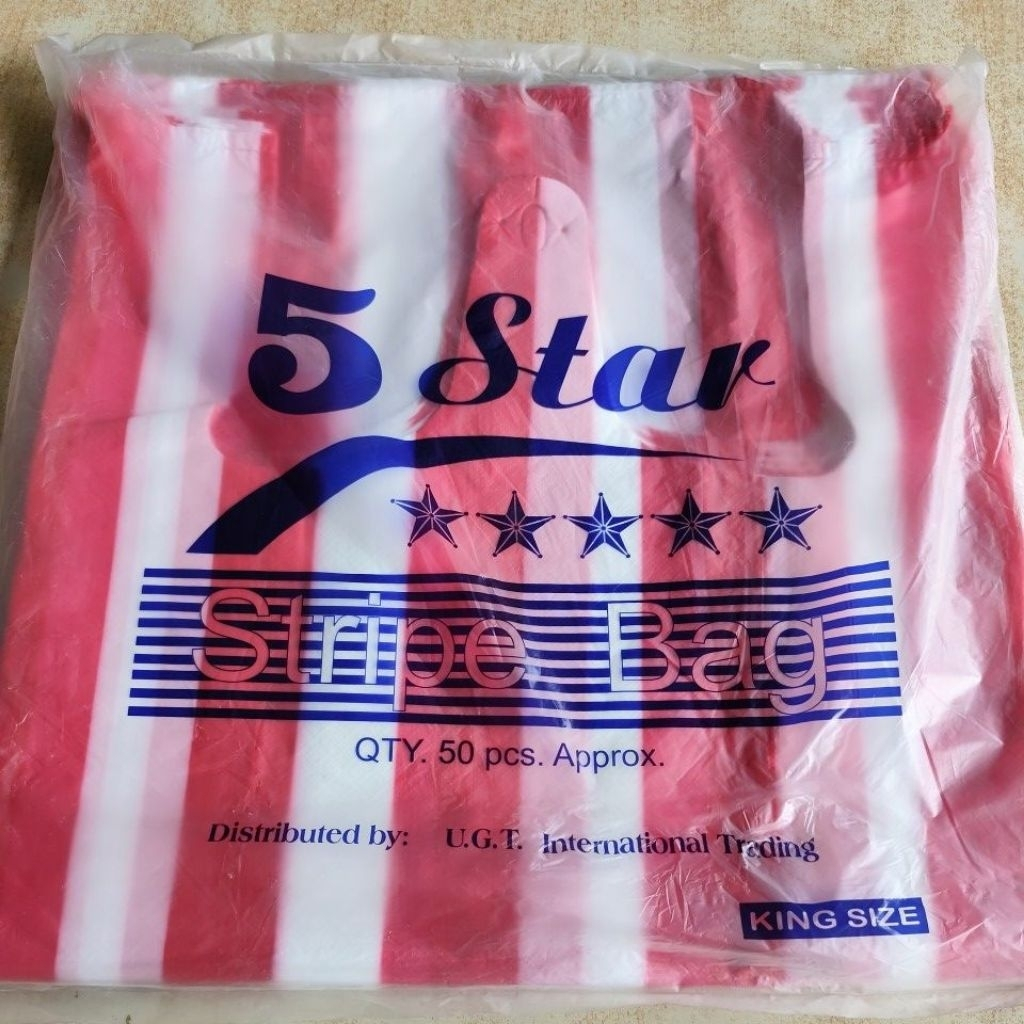 5 Star
Stripe Bag
QTY. 50 pcs. Approx.
Distributed by: U.G.T. International Trading
KING SIZE